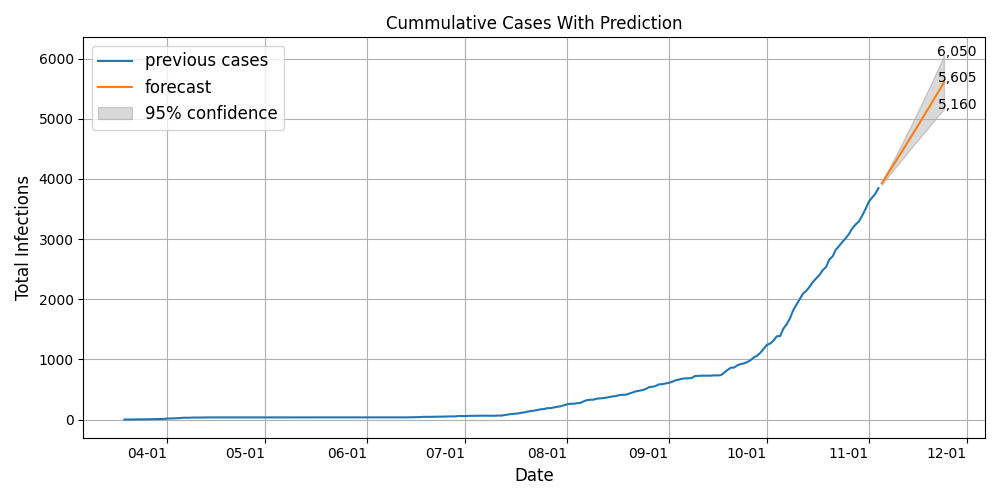 Cummulative Cases With Prediction
previous cases
forecast
95% confidence
6,050
5,605
5,160
6000
5000
4000
3000
2000
1000
0
Total Infections
04-01 05-01 06-01 07-01 08-01 09-01 10-01 11-01 12-01
Date